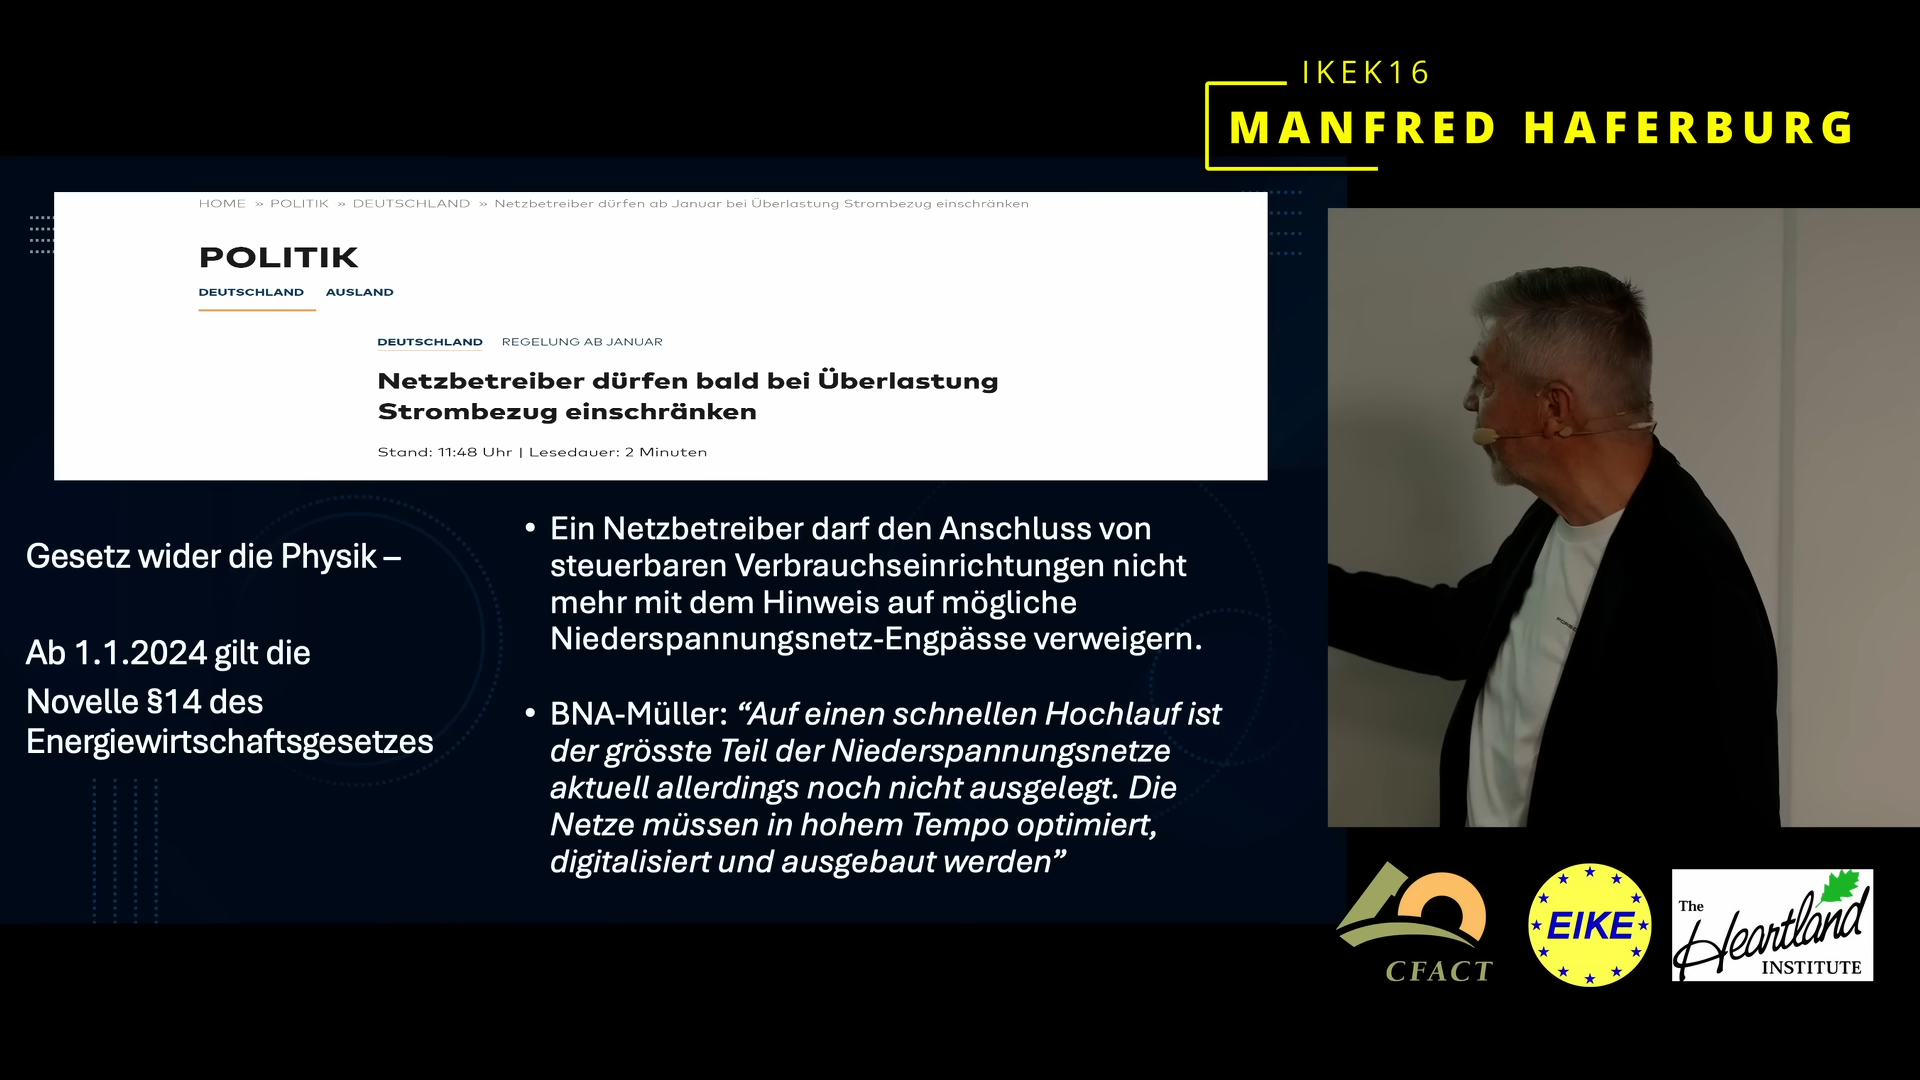 IKEK16
MANFRED HAFERBURG
HOME » POLITIK » DEUTSCHLAND » Netzbetreiber dürfen ab Januar bei Überlastung Strombezug einschränken
POLITIK
DEUTSCHLAND AUSLAND
DEUTSCHLAND REGELUNG AB JANUAR
Netzbetreiber dürfen bald bei Überlastung
Strombezug einschränken
Stand: 11:48 Uhr | Lesedauer: 2 Minuten
Gesetz wider die Physik –
Ab 1.1.2024 gilt die
Novelle §14 des
Energiewirtschaftsgesetzes
• Ein Netzbetreiber darf den Anschluss von
steuerbaren Verbrauchseinrichtungen nicht
mehr mit dem Hinweis auf mögliche
Niederspannungsnetz-Engpässe verweigern.
• BNA-Müller: “Auf einen schnellen Hochlauf ist
der grösste Teil der Niederspannungsnetze
aktuell allerdings noch nicht ausgelegt. Die
Netze müssen in hohem Tempo optimiert,
digitalisiert und ausgebaut werden”
CFACT
EIKE
The
Heartland
INSTITUTE